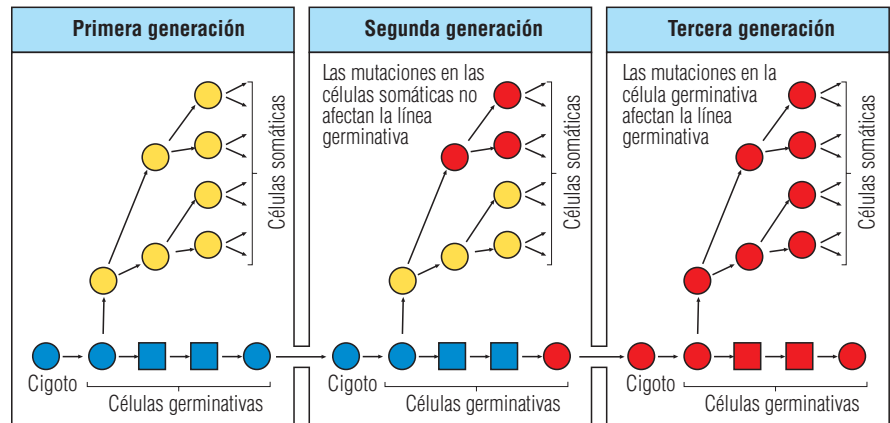 Primera generación
Células somáticas
Cigoto
Células germinativas
Segunda generación
Las mutaciones en las
células somáticas no
afectan la línea
germinativa
Células somáticas
Cigoto
Células germinativas
Tercera generación
Las mutaciones en la
célula germinativa
afectan la línea
germinativa
Células somáticas
Cigoto
Células germinativas